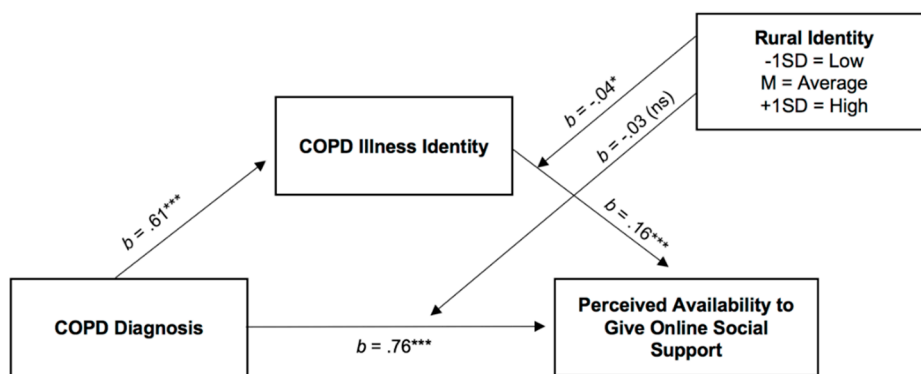 Rural Identity
-1SD = Low
M = Average
+1SD = High
b = -.04*
b = -.03 (ns)
COPD Illness Identity
b = .61***
b = .16***
COPD Diagnosis
b = .76***
Perceived Availability to
Give Online Social
Support